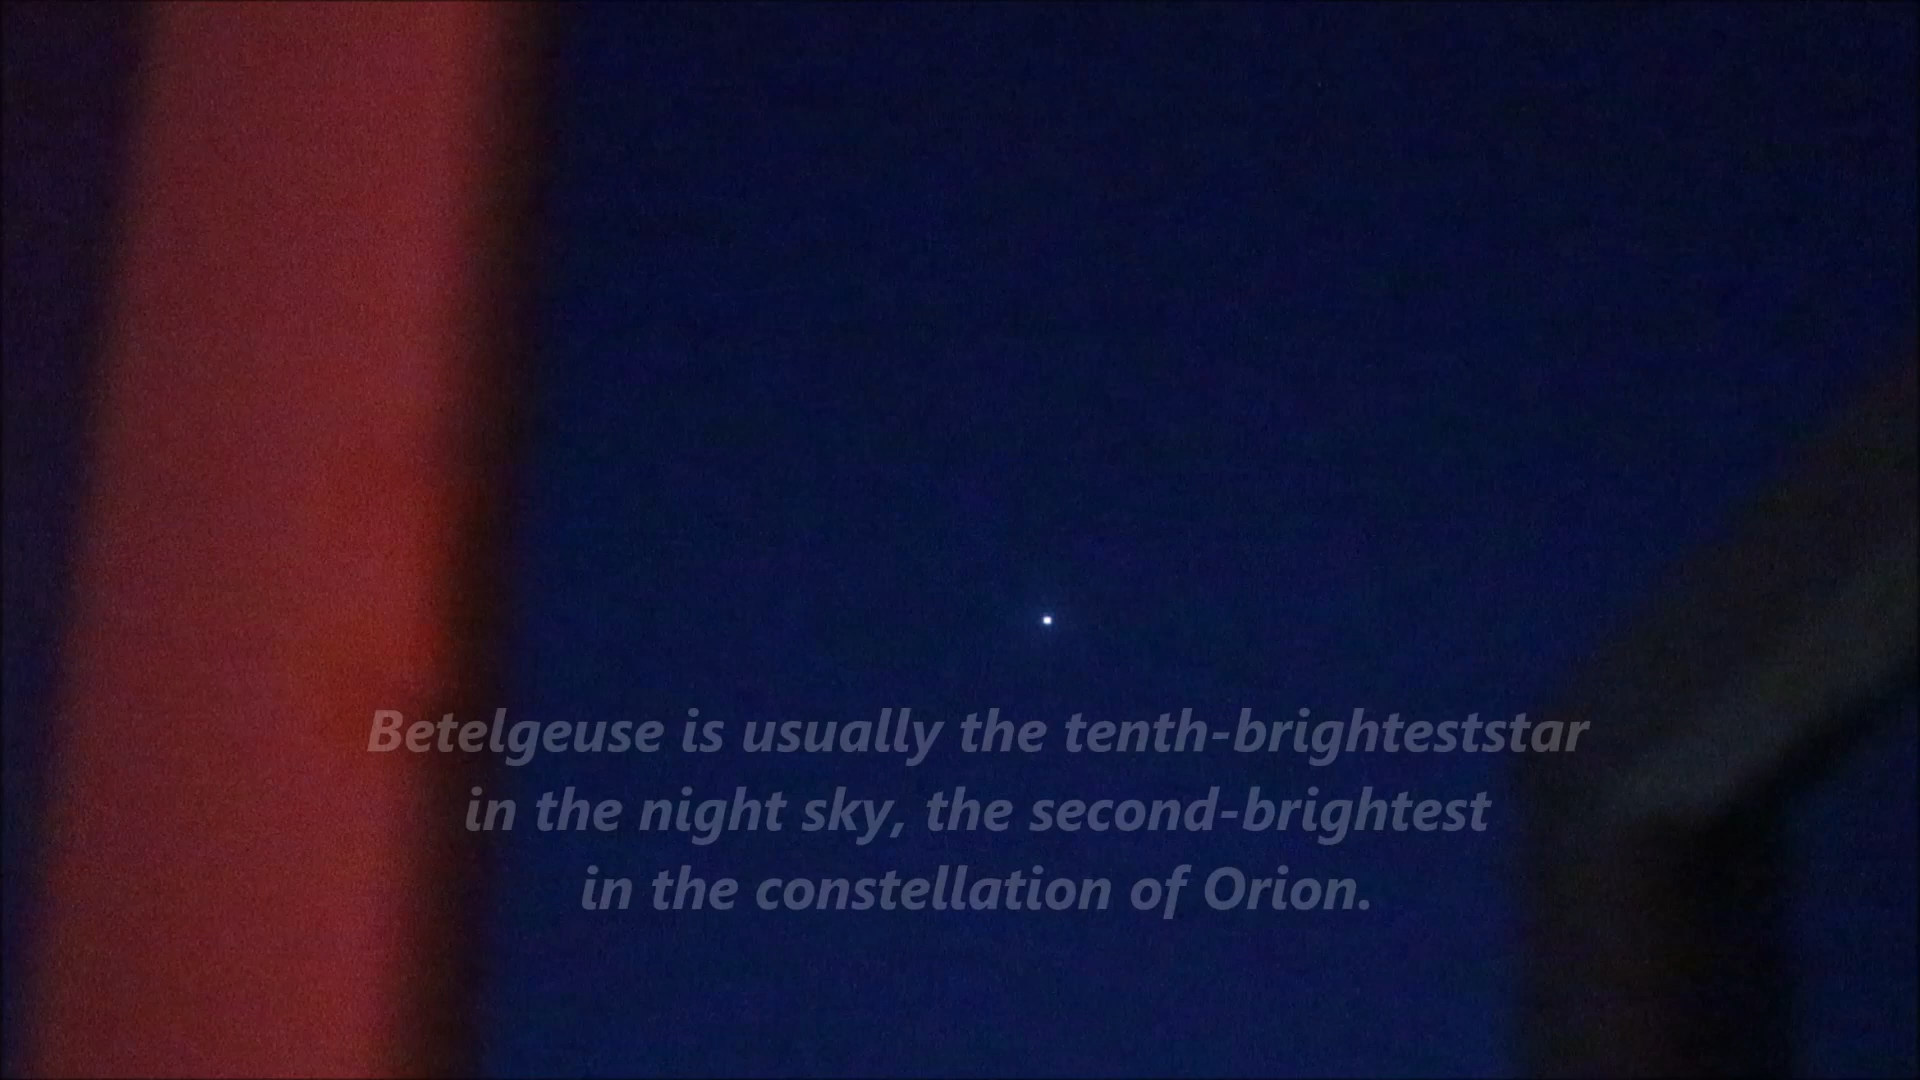 Betelgeuse is usually the tenth-brighteststar
in the night sky, the second-brightest
in the constellation of Orion.